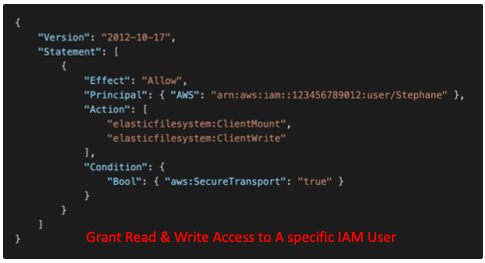 {
"Version": "2012-10-17",
"Statement": [
{
"Effect": "Allow",
"Principal": { "AWS": "arn:aws:iam::123456789012:user/Stephane" },
"Action": [
"elasticfilesystem:ClientMount",
"elasticfilesystem:ClientWrite"
],
"Condition": {
"Bool": { "aws:SecureTransport": "true" }
}
}
]
}
Grant Read & Write Access to A specific IAM User